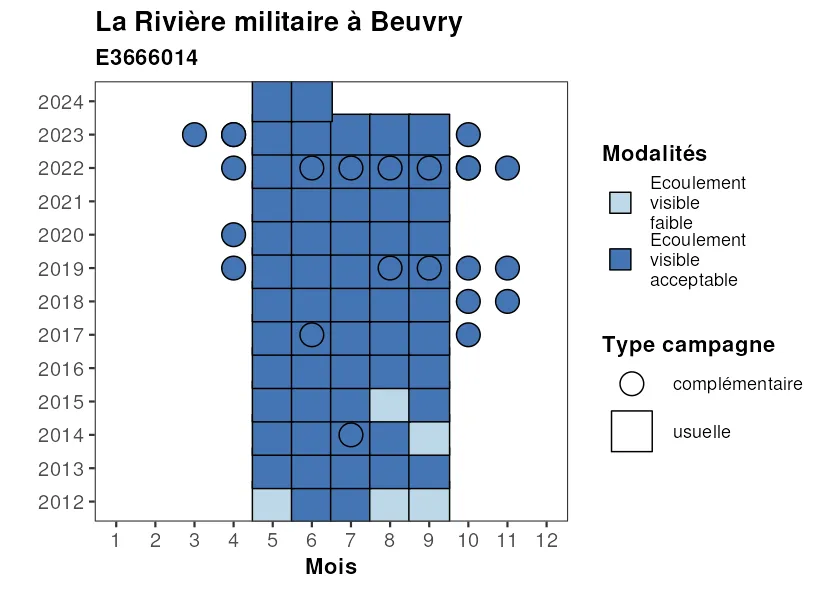 La Rivière militaire à Beuvry
E3666014
2024
2023
2022
2021
2020
2019
2018
2017
2016
2015
2014
2013
2012
1 2 3 4 5 6 7 8 9 10 11 12
Mois
Modalités
Ecoulement
visible
faible
Ecoulement
visible
acceptable
Type campagne
complémentaire
usuelle